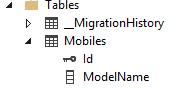 Tables
__MigrationHistory
Mobiles
Id
ModelName